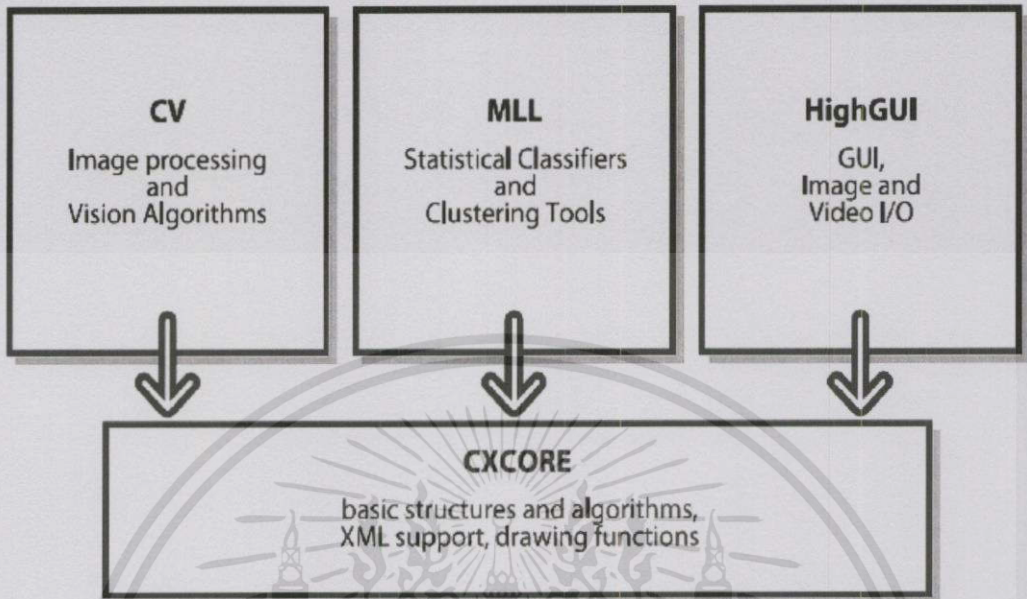 CV
Image processing
and
Vision Algorithms
MLL
Statistical Classifiers
and
Clustering Tools
HighGUI
GUI,
Image and
Video I/O
CXCORE
basic structures and algorithms,
XML support, drawing functions